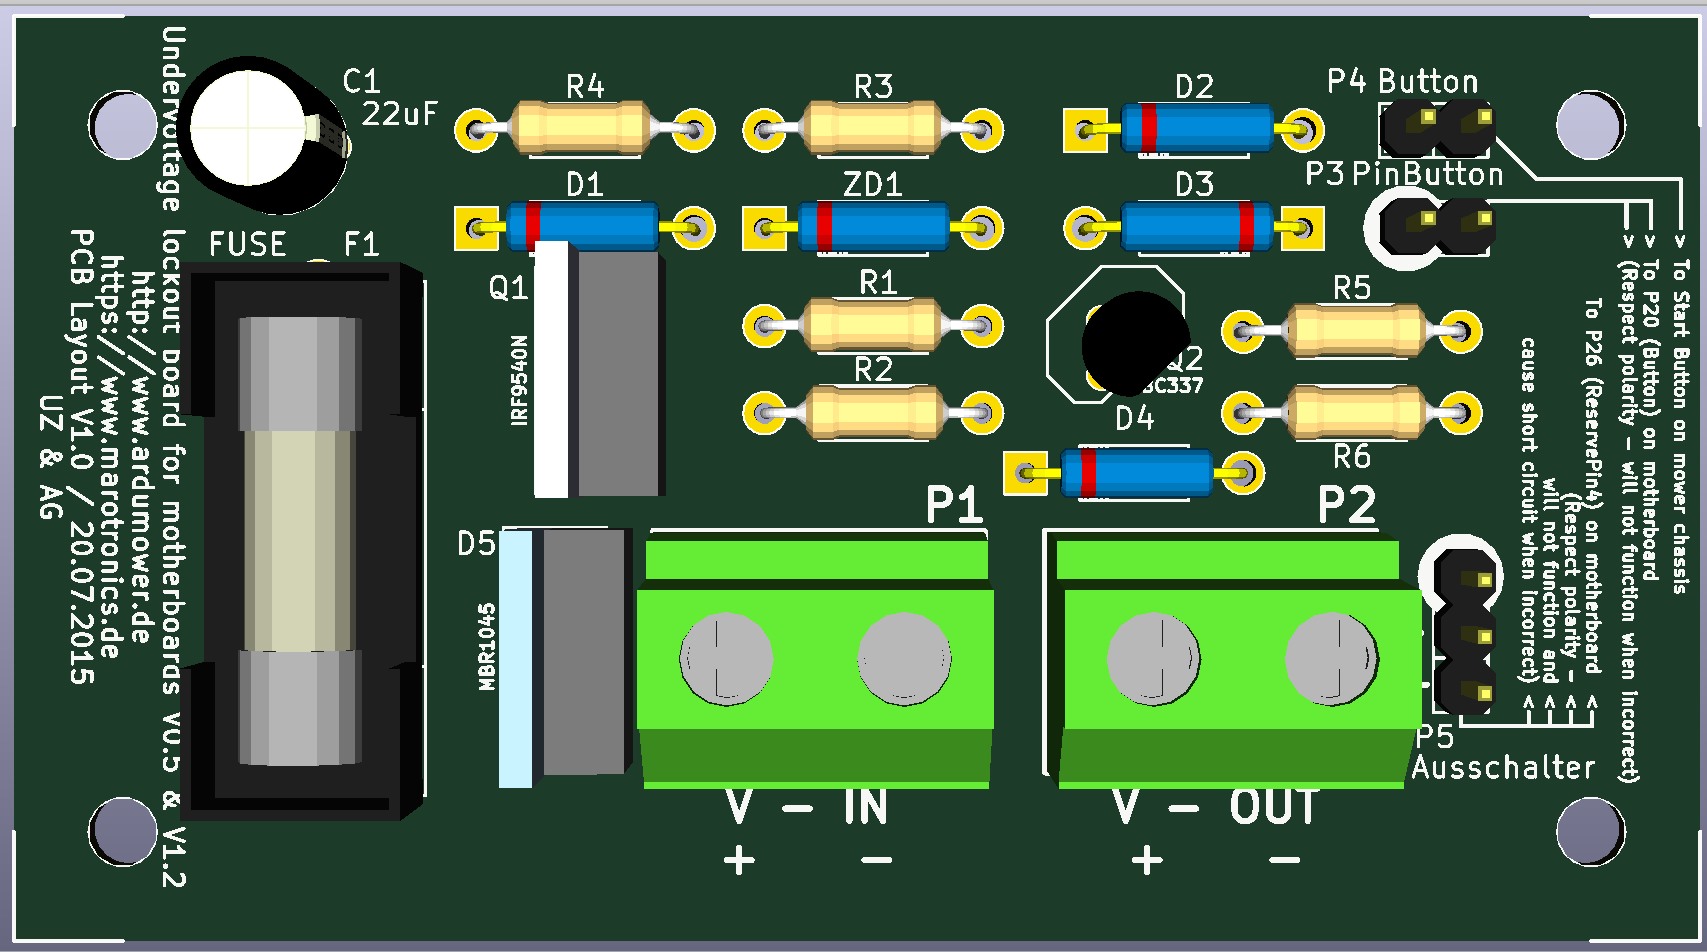 Undervoltage lockout board for motherboards V0.5 & V1.2
http://www.ardumower.de
https://www.marotronics.de
PCB Layout V1.0 / 20.07.2015
UZ & AG
C1
22uF
FUSE
F1
R4
R3
D2
P4 Button
D1
ZD1
D3
P3 PinButton
Q1
IRF9540N
R1
R2
Q2
BC337
R5
R6
D4
D5
MBR1045
P1
P2
V - IN
+ -
V - OUT
+ -
P5
Ausschalter
> To Start Button on mower chassis
> To P20 (Button) on motherboard
> (Respect polarity - will not function when incorrect)
To P26 (ReservePin4) on motherboard <
(Respect polarity - <
will not function and <
cause short circuit when incorrect) <